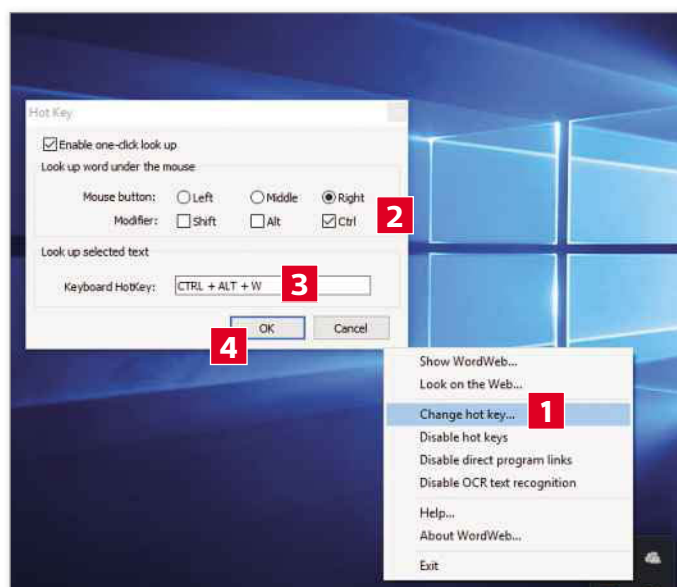 Hot Key
Enable one-click look up
Look up word under the mouse
Mouse button: Left Middle Right
Modifier: Shift Alt Ctrl
2
Look up selected text
Keyboard HotKey: CTRL + ALT + W
3
4
OK Cancel
Show WordWeb...
Look on the Web...
Change hot key...
1
Disable hot keys
Disable direct program links
Disable OCR text recognition
Help...
About WordWeb...
Exit